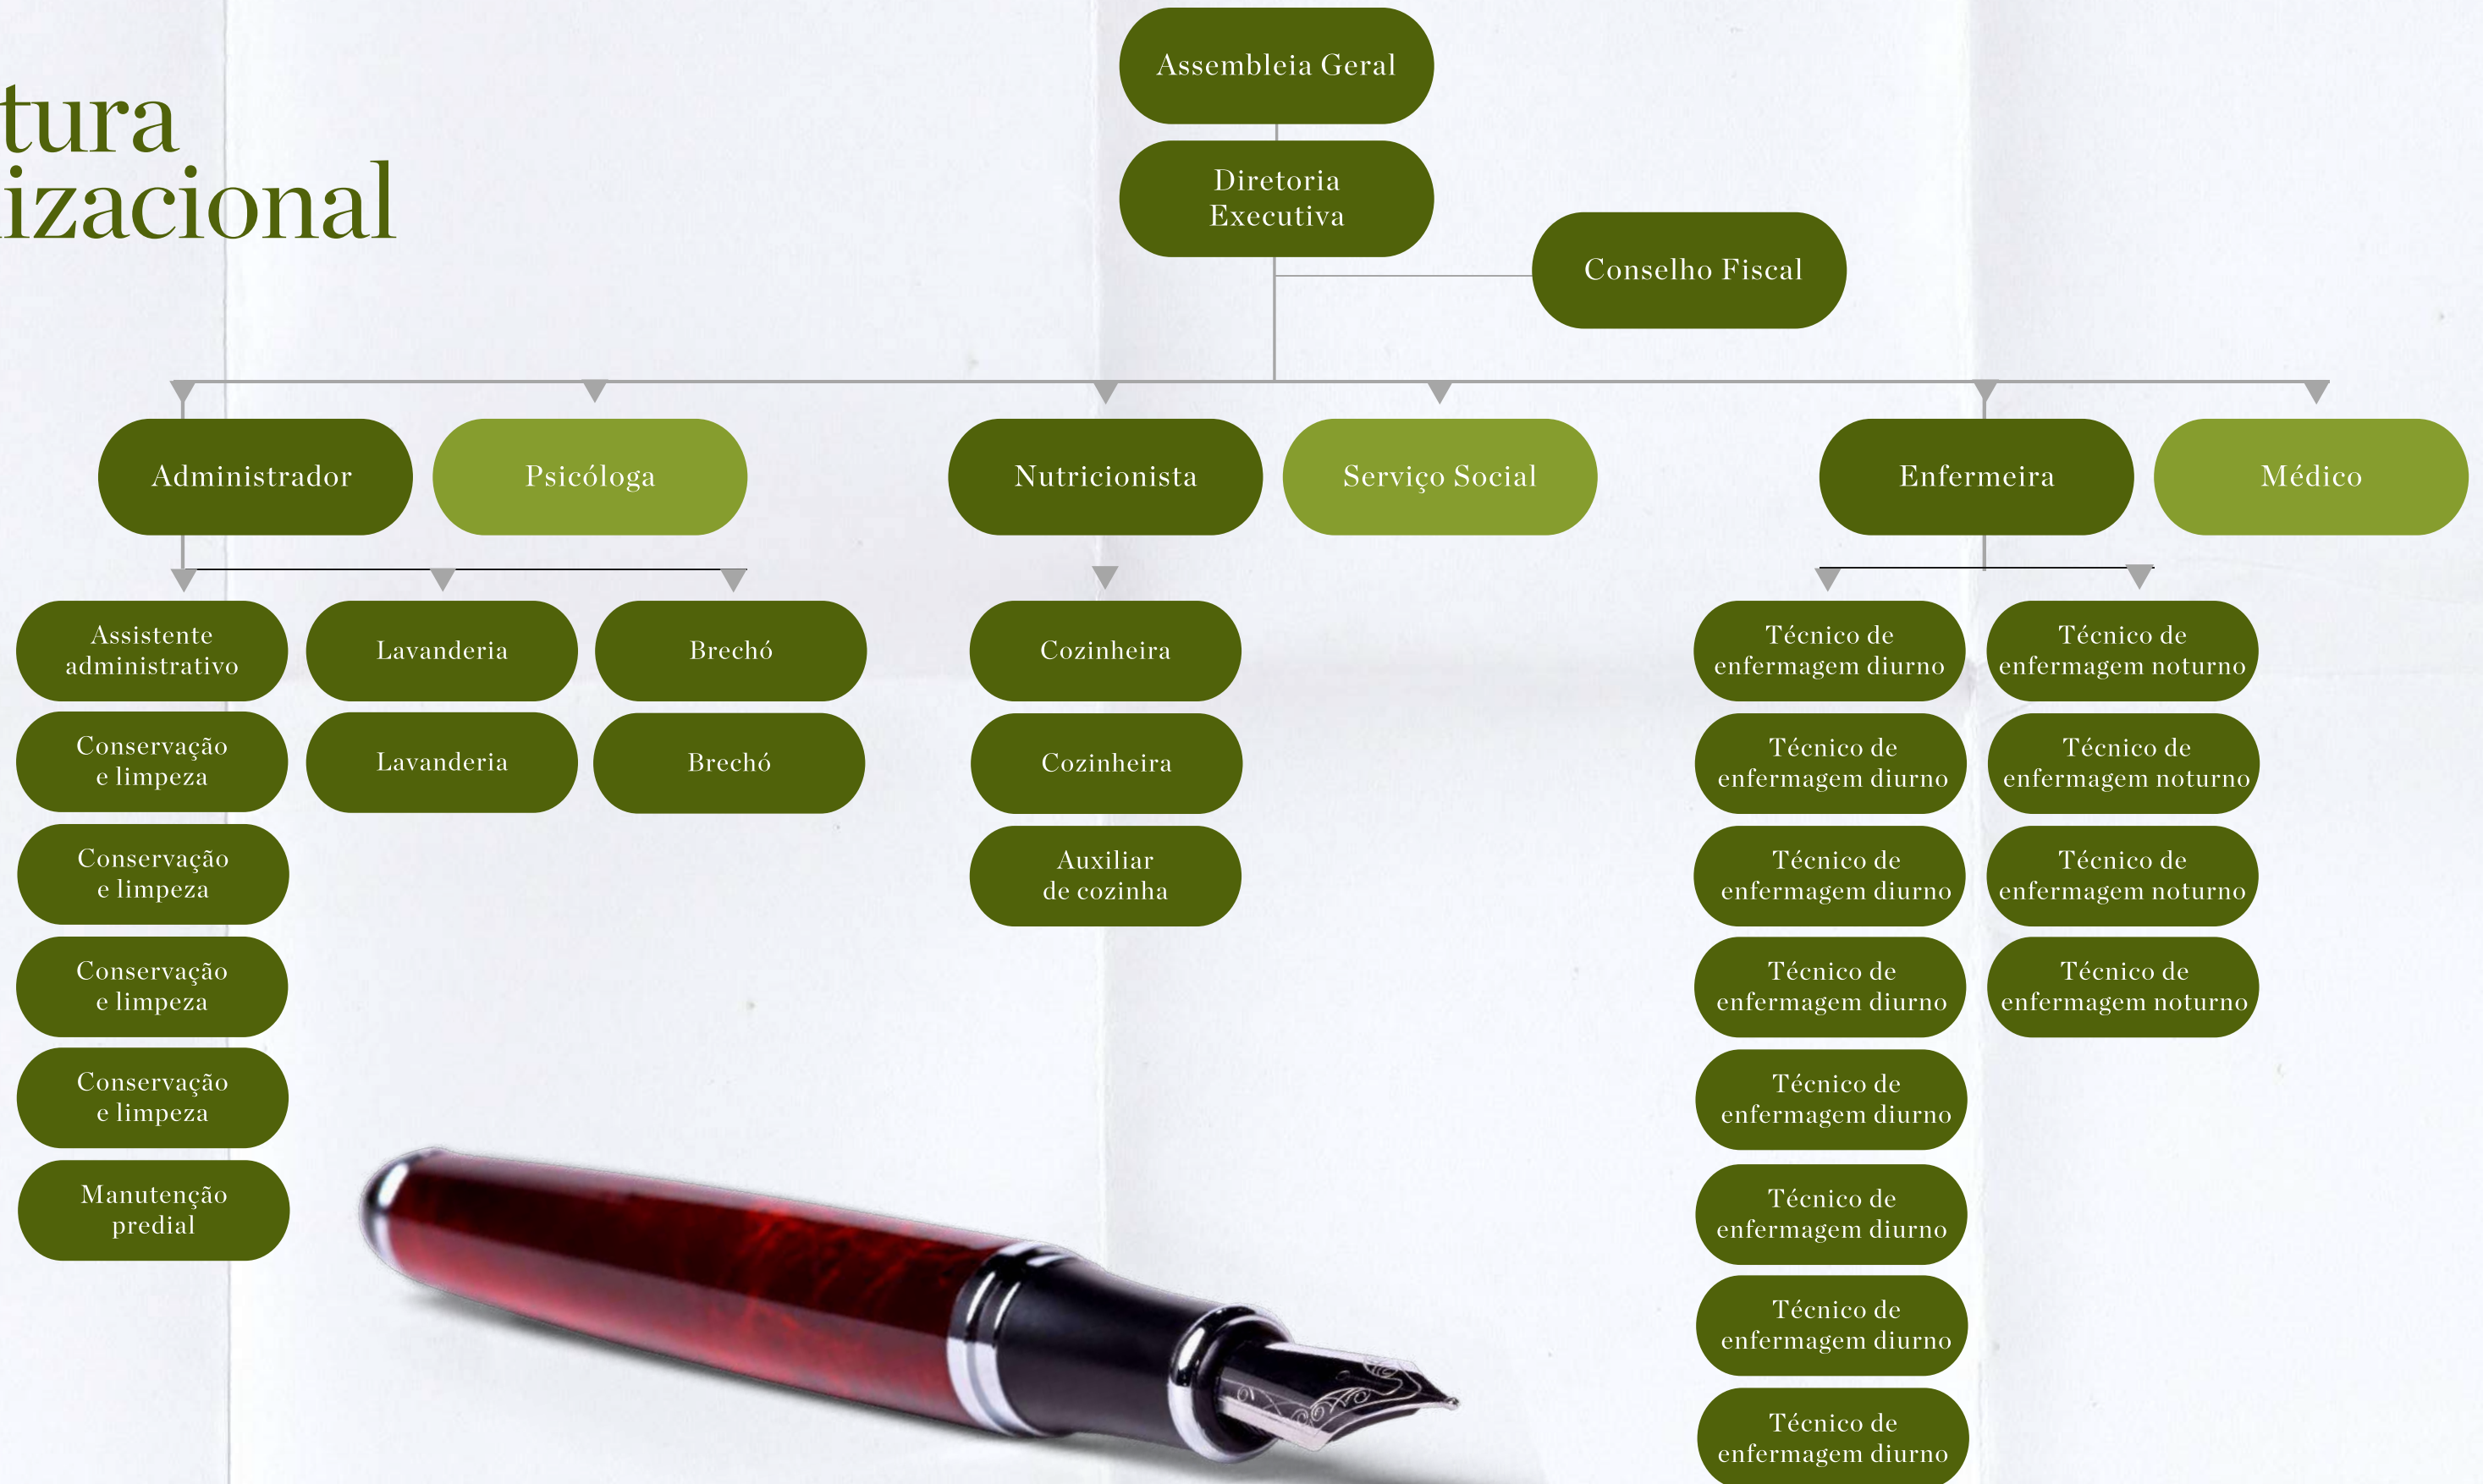 tura
izacional
Assembleia Geral
Diretoria
Executiva
Conselho Fiscal
Administrador
Psicóloga
Nutricionista
Serviço Social
Enfermeira
Médico
Assistente
administrativo
Conservação
e limpeza
Conservação
e limpeza
Conservação
e limpeza
Conservação
e limpeza
Manutenção
predial
Lavanderia
Lavanderia
Brechó
Brechó
Cozinheira
Cozinheira
Auxiliar
de cozinha
Técnico de
enfermagem diurno
Técnico de
enfermagem diurno
Técnico de
enfermagem diurno
Técnico de
enfermagem diurno
Técnico de
enfermagem diurno
Técnico de
enfermagem diurno
Técnico de
enfermagem diurno
Técnico de
enfermagem diurno
Técnico de
enfermagem noturno
Técnico de
enfermagem noturno
Técnico de
enfermagem noturno
Técnico de
enfermagem noturno